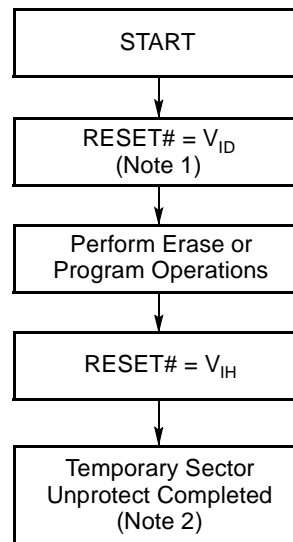 START
RESET# = V_ID
(Note 1)
Perform Erase or
Program Operations
RESET# = V_IH
Temporary Sector
Unprotect Completed
(Note 2)